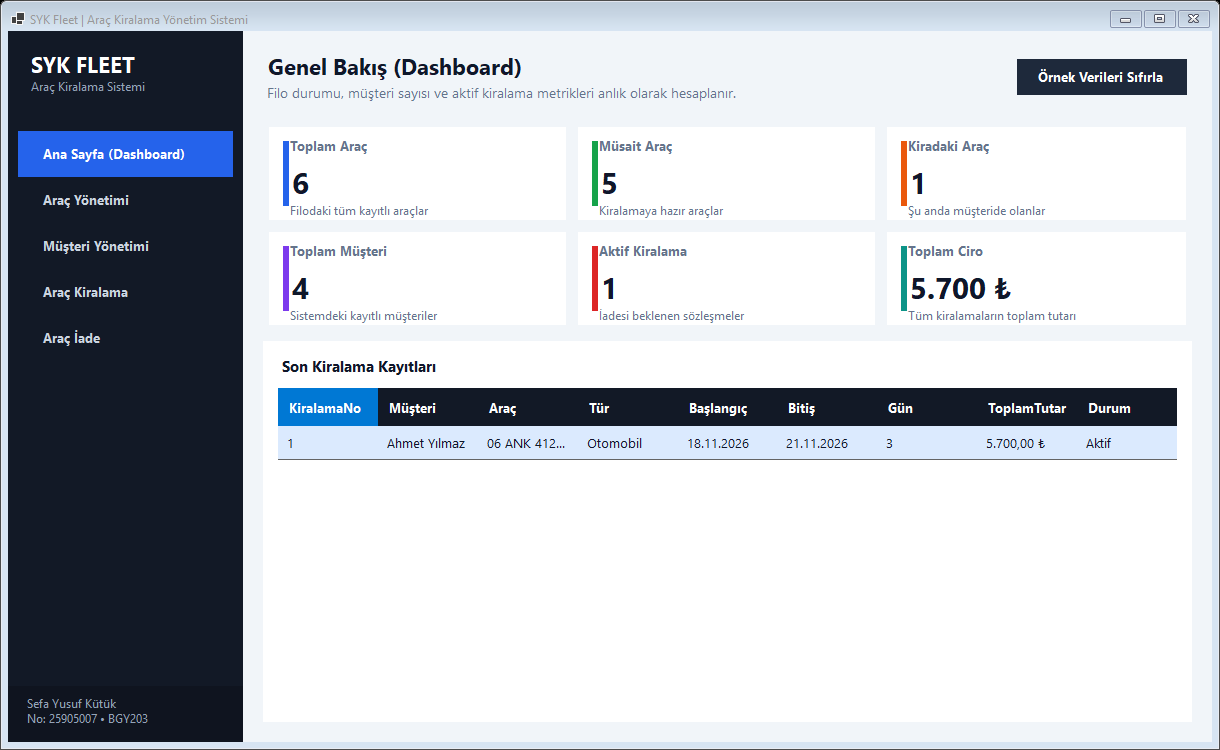 SYK Fleet | Araç Kiralama Yönetim Sistemi
SYK FLEET
Araç Kiralama Sistemi
Ana Sayfa (Dashboard)
Araç Yönetimi
Müşteri Yönetimi
Araç Kiralama
Araç İade
Sefa Yusuf Kütük
No: 25905007 • BGY203
Genel Bakış (Dashboard)
Filo durumu, müşteri sayısı ve aktif kiralama metrikleri anlık olarak hesaplanır.
Örnek Verileri Sıfırla
Toplam Araç
6
Filodaki tüm kayıtlı araçlar
Müsait Araç
5
Kiralamaya hazır araçlar
Kiradaki Araç
1
Şu anda müşteride olanlar
Toplam Müşteri
4
Sistemdeki kayıtlı müşteriler
Aktif Kiralama
1
İadesi beklenen sözleşmeler
Toplam Ciro
5.700 ₺
Tüm kiralamaların toplam tutarı
Son Kiralama Kayıtları
KiralamaNo Müşteri Araç Tür Başlangıç Bitiş Gün ToplamTutar Durum
1 Ahmet Yılmaz 06 ANK 412... Otomobil 18.11.2026 21.11.2026 3 5.700,00 ₺ Aktif